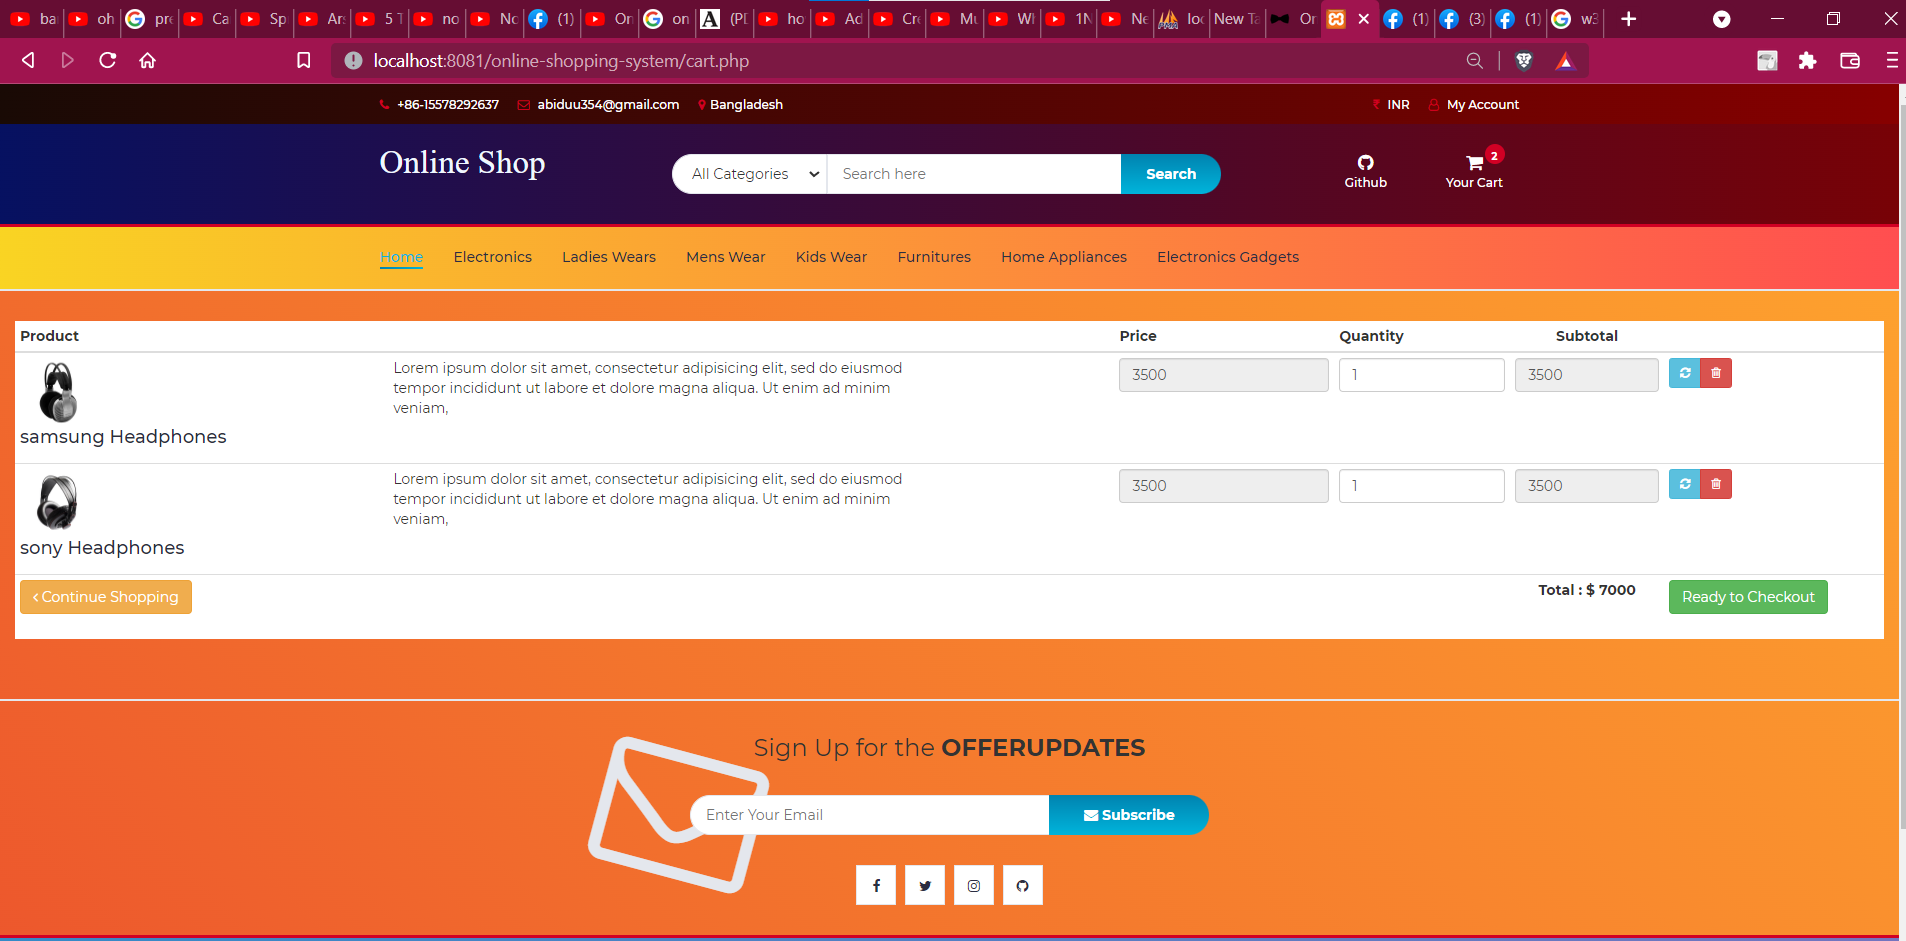 ba
oh
pre
Ca
Sp
Ar
5 T
no
No
(1)
On
on
(PD
ho
Ad
Cre
Mu
Wh
1N
Ne
loc
New Ta
On
(1)
(3)
(1)
w3
localhost:8081/online-shopping-system/cart.php
+86-15578292637 abiduu354@gmail.com Bangladesh ₹ INR My Account
Online Shop
All Categories Search here Search
Github
2
Your Cart
Home Electronics Ladies Wears Mens Wear Kids Wear Furnitures Home Appliances Electronics Gadgets
Product Price Quantity Subtotal
Lorem ipsum dolor sit amet, consectetur adipisicing elit, sed do eiusmod
tempor incididunt ut labore et dolore magna aliqua. Ut enim ad minim
veniam,
3500 1 3500
samsung Headphones
Lorem ipsum dolor sit amet, consectetur adipisicing elit, sed do eiusmod
tempor incididunt ut labore et dolore magna aliqua. Ut enim ad minim
veniam,
3500 1 3500
sony Headphones
Continue Shopping Total : $ 7000 Ready to Checkout
Sign Up for the OFFERUPDATES
Enter Your Email Subscribe